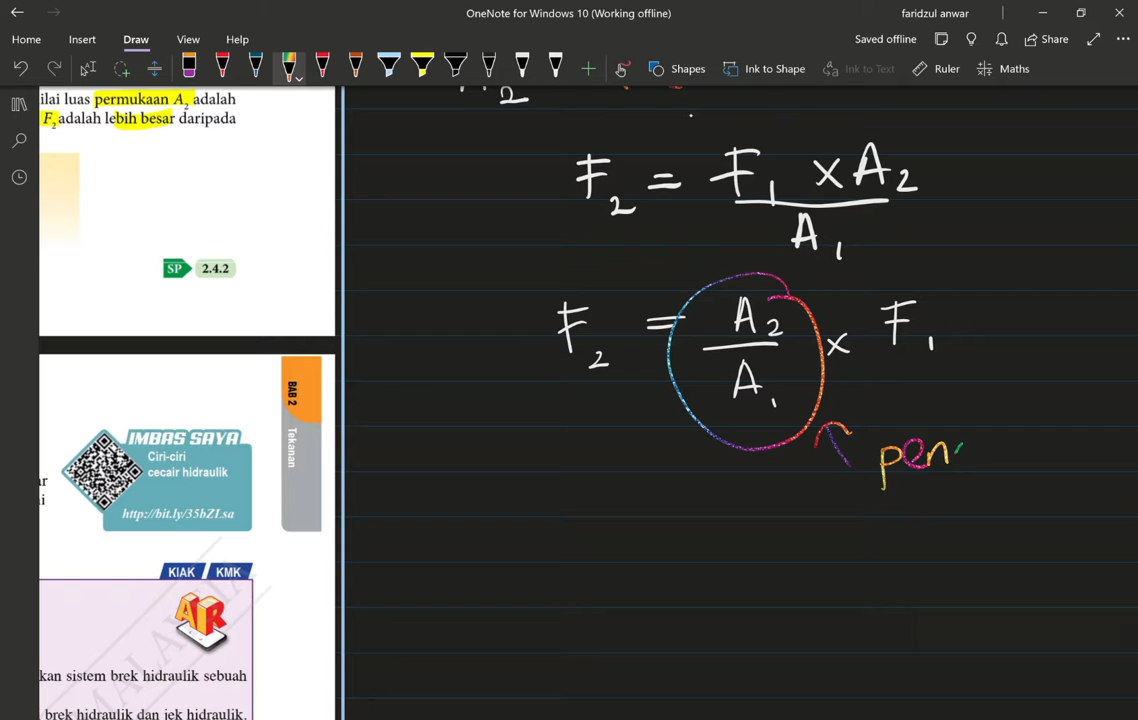 OneNote for Windows 10 (Working offline)
faridzul anwar
Home Insert Draw View Help
Saved offline Share
Shapes Ink to Shape Ink to Text Ruler Maths
ilai luas permukaan A₂ adalah
F₂ adalah lebih besar daripada
SP 2.4.2
BAB 2
Tekanan
IMBAS SAYA
Ciri-ciri
cecair hidraulik
http://bit.ly/35bZLsa
ar
ai
KIAK KMK
AR
MALAYSIA
kan sistem brek hidraulik sebuah
brek hidraulik dan jek hidraulik.
F₂ = F₁ × A₂
A₁
F₂ = A₂ × F₁
A₁
pen